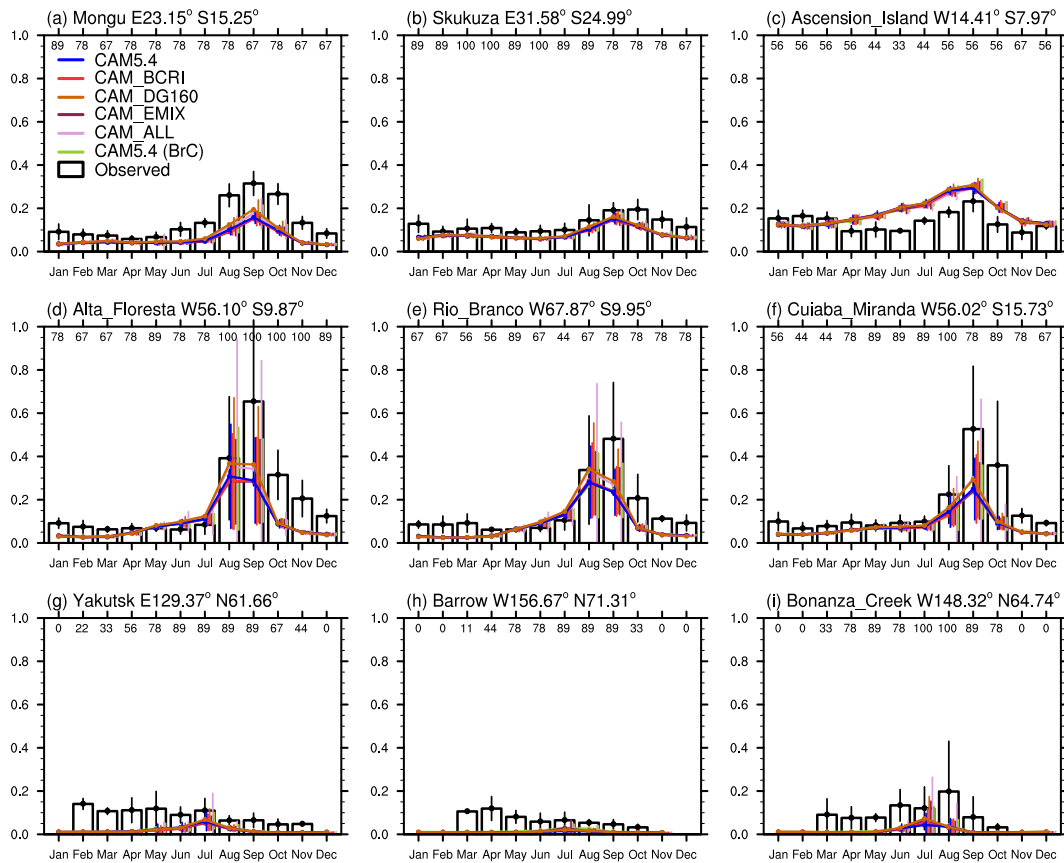 (a) Mongu E23.15° S15.25°
1.0
0.8
0.6
0.4
0.2
0.0
89 78 67 78 78 78 78 78 67 78 67 67
CAM5.4
CAM_BCRI
CAM_DG160
CAM_EMIX
CAM_ALL
CAM5.4 (BrC)
Observed
Jan Feb Mar Apr May Jun Jul Aug Sep Oct Nov Dec
(b) Skukuza E31.58° S24.99°
1.0
0.8
0.6
0.4
0.2
0.0
89 89 100 100 89 89 67 78 78 78 78 67
Jan Feb Mar Apr May Jun Jul Aug Sep Oct Nov Dec
(c) Ascension_Island W14.41° S7.97°
1.0
0.8
0.6
0.4
0.2
0.0
56 56 56 56 44 33 44 56 56 56 67 56
Jan Feb Mar Apr May Jun Jul Aug Sep Oct Nov Dec
(d) Alta_Floresta W56.10° S9.87°
1.0
0.8
0.6
0.4
0.2
0.0
78 67 78 78 78 78 78 100 100 100 100 89
Jan Feb Mar Apr May Jun Jul Aug Sep Oct Nov Dec
(e) Rio_Branco W67.87° S9.95°
1.0
0.8
0.6
0.4
0.2
0.0
67 67 56 56 67 67 44 67 78 67 78 78
Jan Feb Mar Apr May Jun Jul Aug Sep Oct Nov Dec
(f) Cuiaba_Miranda W56.02° S15.73°
1.0
0.8
0.6
0.4
0.2
0.0
56 44 44 78 78 89 89 78 78 56 78 67
Jan Feb Mar Apr May Jun Jul Aug Sep Oct Nov Dec
(g) Yakutsk E129.37° N61.66°
1.0
0.8
0.6
0.4
0.2
0.0
0 22 33 56 78 89 89 89 89 67 44 0
Jan Feb Mar Apr May Jun Jul Aug Sep Oct Nov Dec
(h) Barrow W156.67° N71.31°
1.0
0.8
0.6
0.4
0.2
0.0
0 0 11 44 78 78 89 89 89 33 0 0
Jan Feb Mar Apr May Jun Jul Aug Sep Oct Nov Dec
(i) Bonanza_Creek W148.32° N64.74°
1.0
0.8
0.6
0.4
0.2
0.0
0 0 33 78 89 78 100 100 89 78 0 0
Jan Feb Mar Apr May Jun Jul Aug Sep Oct Nov Dec